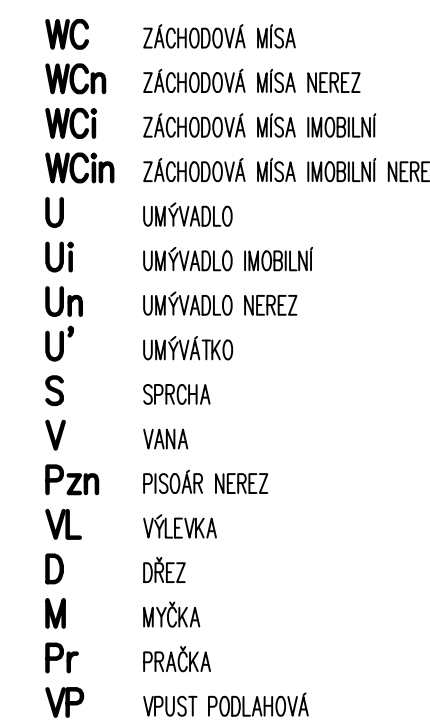 WC ZÁCHODOVÁ MÍSA
WCn ZÁCHODOVÁ MÍSA NEREZ
WCi ZÁCHODOVÁ MÍSA IMOBILNÍ
WCin ZÁCHODOVÁ MÍSA IMOBILNÍ NERE
U UMÝVADLO
Ui UMÝVADLO IMOBILNÍ
Un UMÝVADLO NEREZ
U' UMÝVÁTKO
S SPRCHA
V VANA
Pzn PISOÁR NEREZ
VL VÝLEVKA
D DŘEZ
M MYČKA
Pr PRAČKA
VP VPUST PODLAHOVÁ